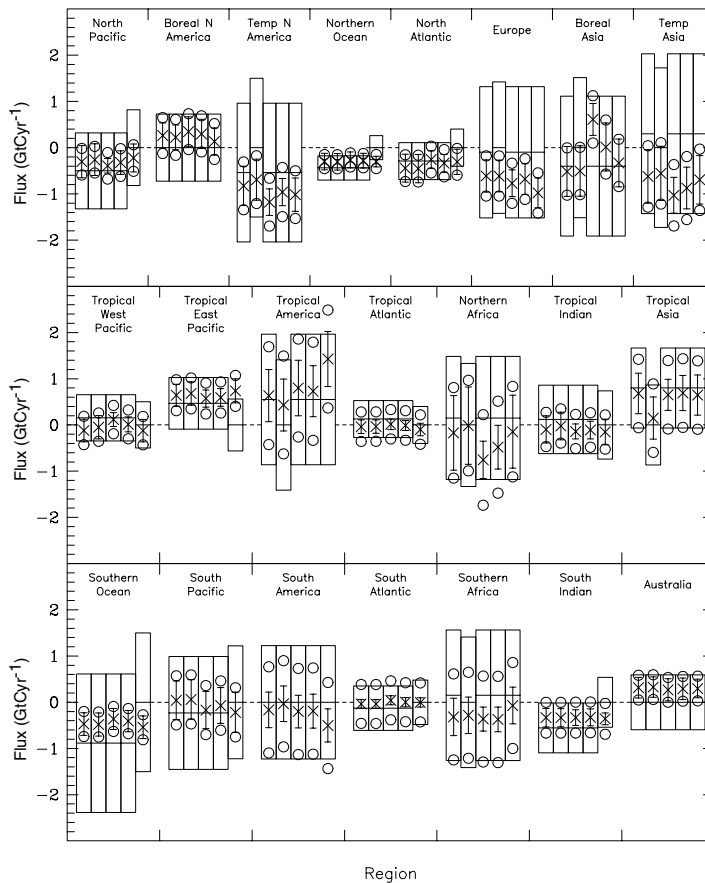 North Pacific
Boreal N America
Temp N America
Northern Ocean
North Atlantic
Europe
Boreal Asia
Temp Asia
Flux (GtCyr-1)
2
1
0
−1
−2
Tropical West Pacific
Tropical East Pacific
Tropical America
Tropical Atlantic
Northern Africa
Tropical Indian
Tropical Asia
Flux (GtCyr-1)
2
1
0
−1
−2
Southern Ocean
South Pacific
South America
South Atlantic
Southern Africa
South Indian
Australia
Flux (GtCyr-1)
2
1
0
−1
−2
Region